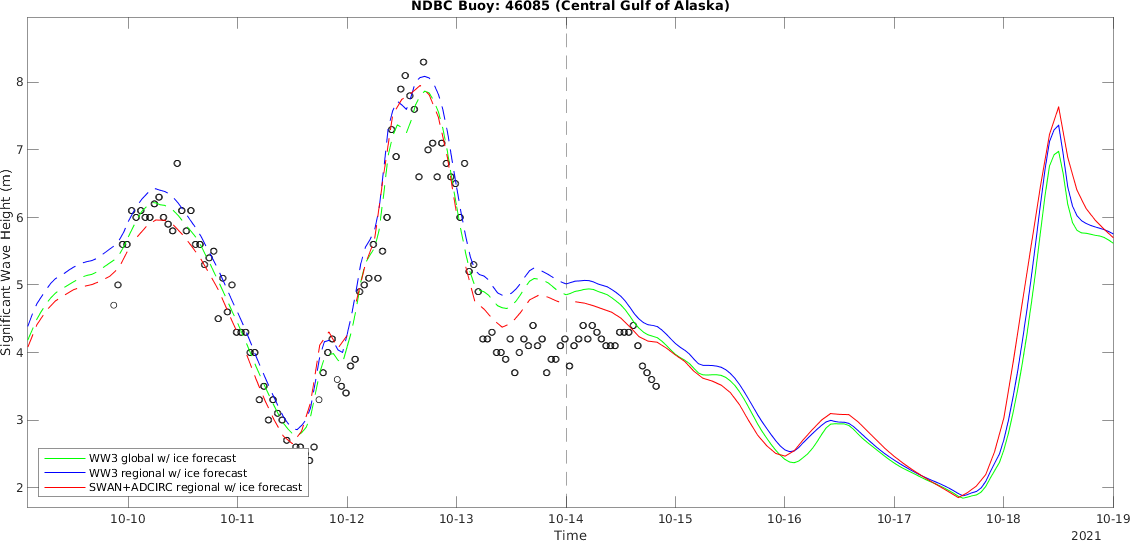 NDBC Buoy: 46085 (Central Gulf of Alaska)
Significant Wave Height (m)
8
7
6
5
4
3
2
WW3 global w/ ice forecast
WW3 regional w/ ice forecast
SWAN+ADCIRC regional w/ ice forecast
10-10 10-11 10-12 10-13 10-14 10-15 10-16 10-17 10-18 10-19
Time
2021